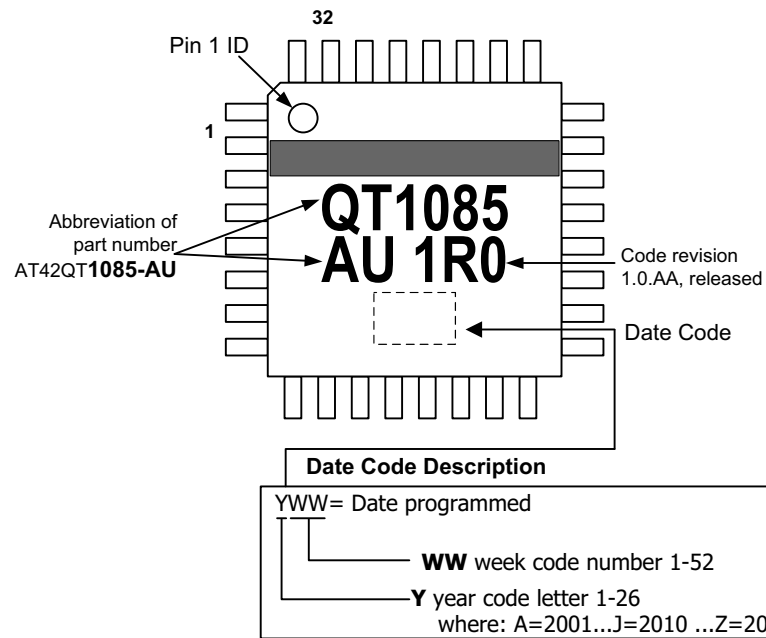 32
Pin 1 ID
1
QT1085
AU 1R0
Abbreviation of
part number
AT42QT1085-AU
Code revision
1.0.AA, released
Date Code
Date Code Description
YWW= Date programmed
WW week code number 1-52
Y year code letter 1-26
where: A=2001...J=2010 ...Z=20